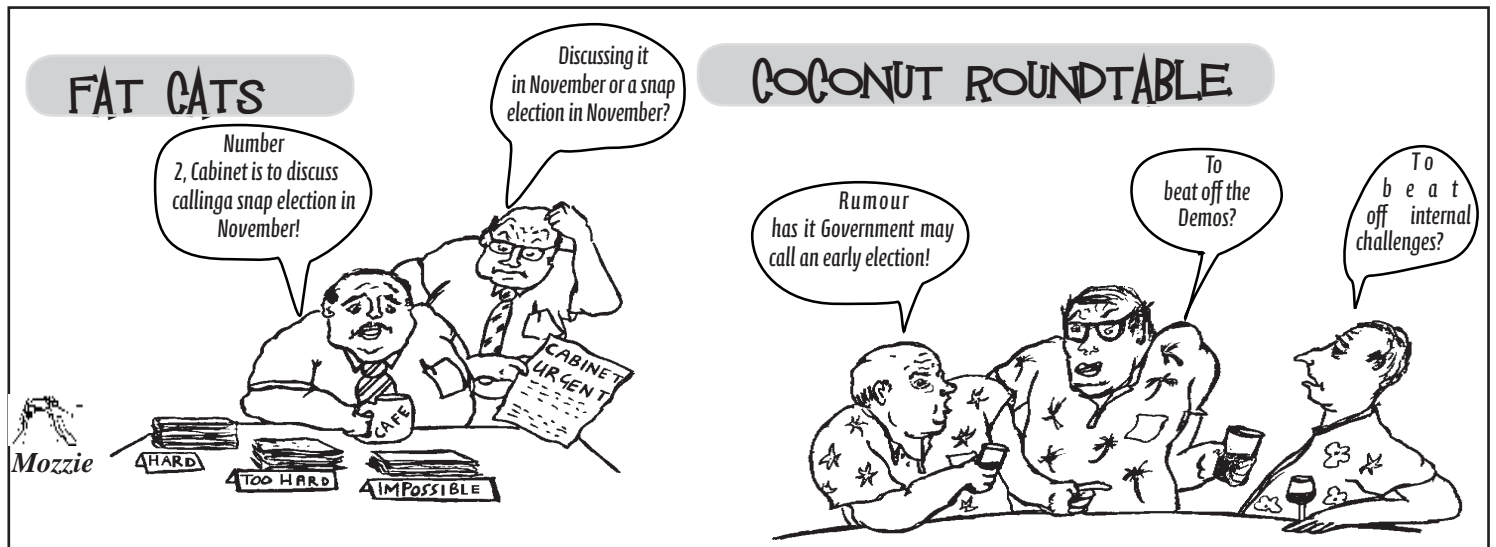 FAT CATS
Number
2, Cabinet is to discuss
callinga snap election in
November!
Discussing it
in November or a snap
election in November?
CABINET
URGENT
CAFE
HARD
TOO HARD
IMPOSSIBLE
Mozzie
COCONUT ROUNDTABLE
Rumour
has it Government may
call an early election!
To
beat off the
Demos?
To
beat
off internal
challenges?